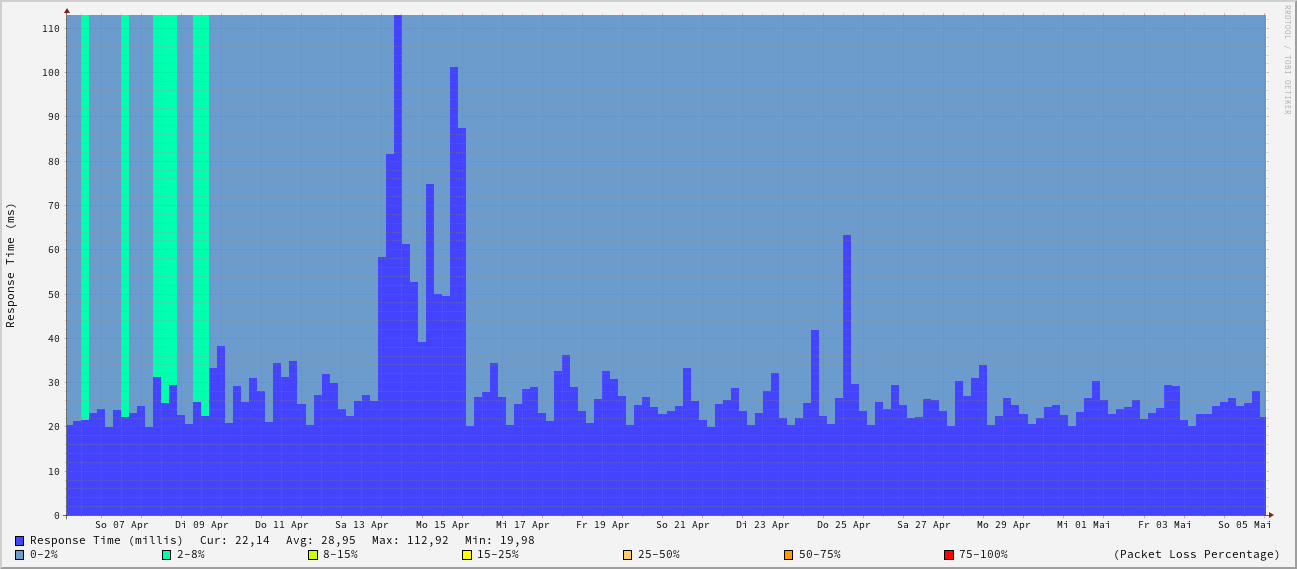 RRDTOOL / TOBI OETIKER
Response Time (ms)
110
100
90
80
70
60
50
40
30
20
10
0
So 07 Apr Di 09 Apr Do 11 Apr Sa 13 Apr Mo 15 Apr Mi 17 Apr Fr 19 Apr So 21 Apr Di 23 Apr Do 25 Apr Sa 27 Apr Mo 29 Apr Mi 01 Mai Fr 03 Mai So 05 Mai
Response Time (millis) Cur: 22,14 Avg: 28,95 Max: 112,92 Min: 19,98
0-2% 2-8% 8-15% 15-25% 25-50% 50-75% 75-100% (Packet Loss Percentage)